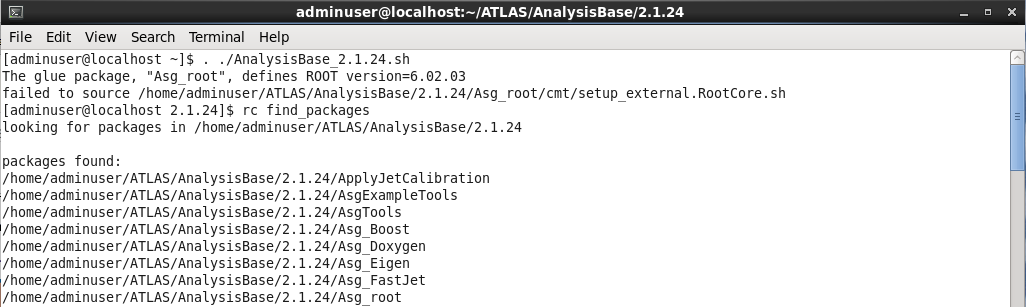 adminuser@localhost:~/ATLAS/AnalysisBase/2.1.24
File Edit View Search Terminal Help
[adminuser@localhost ~]$ . ./AnalysisBase_2.1.24.sh
The glue package, "Asg_root", defines ROOT version=6.02.03
failed to source /home/adminuser/ATLAS/AnalysisBase/2.1.24/Asg_root/cmt/setup_external.RootCore.sh
[adminuser@localhost 2.1.24]$ rc find_packages
looking for packages in /home/adminuser/ATLAS/AnalysisBase/2.1.24

packages found:
/home/adminuser/ATLAS/AnalysisBase/2.1.24/ApplyJetCalibration
/home/adminuser/ATLAS/AnalysisBase/2.1.24/AsgExampleTools
/home/adminuser/ATLAS/AnalysisBase/2.1.24/AsgTools
/home/adminuser/ATLAS/AnalysisBase/2.1.24/Asg_Boost
/home/adminuser/ATLAS/AnalysisBase/2.1.24/Asg_Doxygen
/home/adminuser/ATLAS/AnalysisBase/2.1.24/Asg_Eigen
/home/adminuser/ATLAS/AnalysisBase/2.1.24/Asg_FastJet
/home/adminuser/ATLAS/AnalysisBase/2.1.24/Asg_root